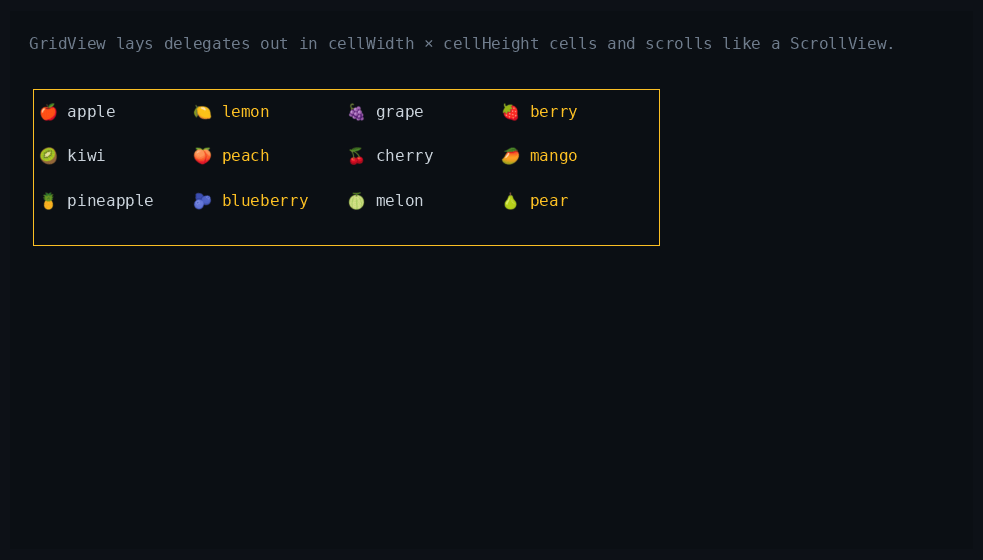 GridView lays delegates out in cellWidth × cellHeight cells and scrolls like a ScrollView.
🍎 apple 🍋 lemon 🍇 grape 🍓 berry
🥝 kiwi 🍑 peach 🍒 cherry 🥭 mango
🍍 pineapple 🫐 blueberry 🍈 melon 🍐 pear